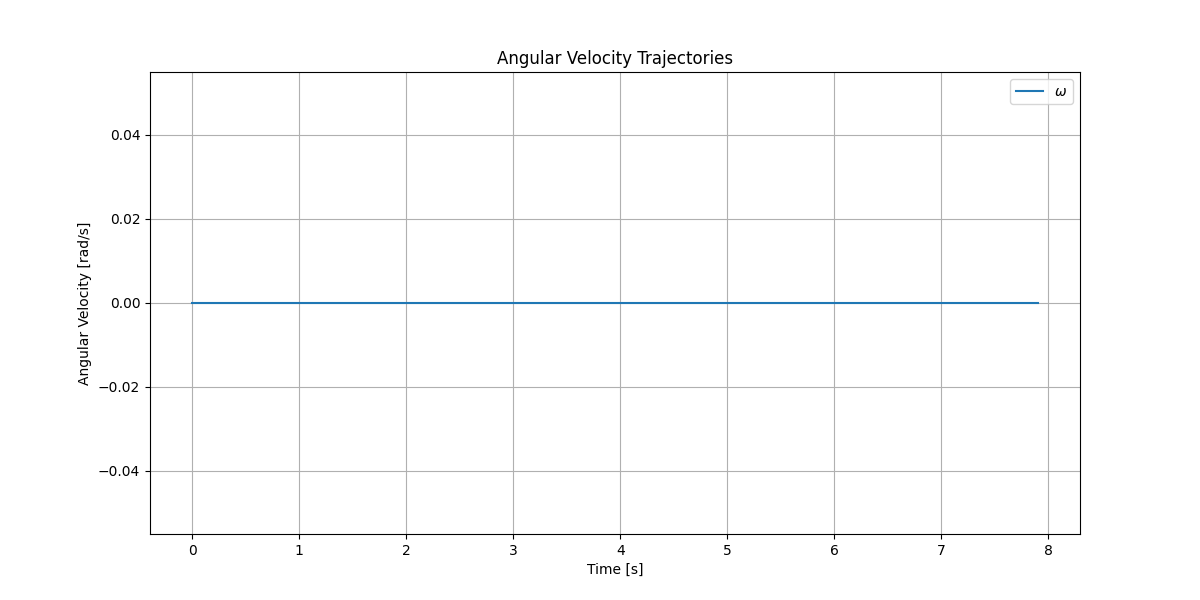 Angular Velocity Trajectories
ω
Angular Velocity [rad/s]
0.04
0.02
0.00
−0.02
−0.04
0 1 2 3 4 5 6 7 8
Time [s]